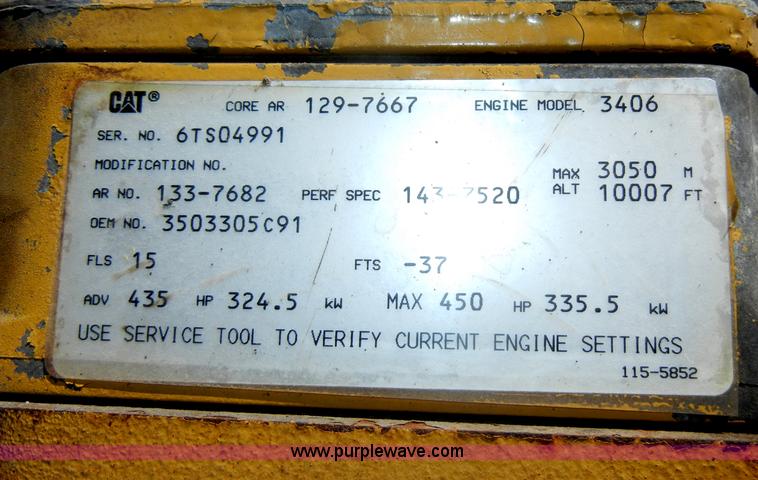 CAT® CORE AR 129-7667 ENGINE MODEL 3406
SER. NO. 6TS04991
MODIFICATION NO.
MAX 3050 M
AR NO. 133-7682 PERF SPEC 143-7520 ALT 10007 FT
OEM NO. 3503305C91
FLS 15 FTS -37
ADV 435 HP 324.5 kW MAX 450 HP 335.5 kW
USE SERVICE TOOL TO VERIFY CURRENT ENGINE SETTINGS
115-5852
www.purplewave.com